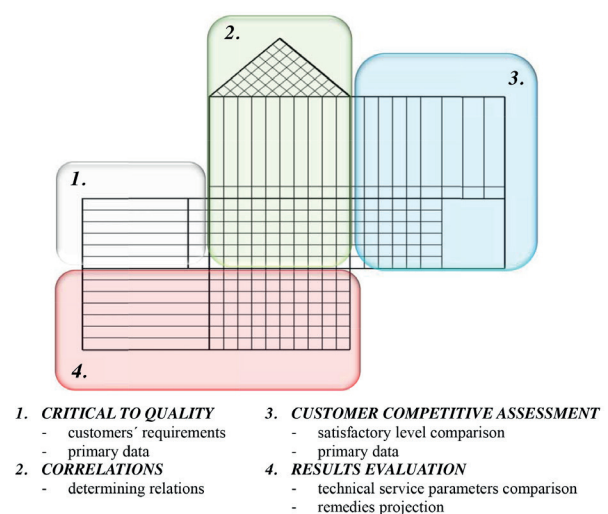 2.
3.
1.
4.
1. CRITICAL TO QUALITY
- customers´ requirements
- primary data
2. CORRELATIONS
- determining relations
3. CUSTOMER COMPETITIVE ASSESSMENT
- satisfactory level comparison
- primary data
4. RESULTS EVALUATION
- technical service parameters comparison
- remedies projection